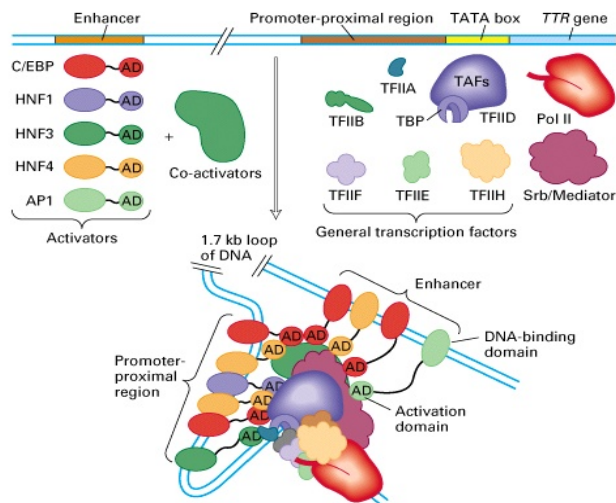 Enhancer
Promoter-proximal region
TATA box
TTR gene
C/EBP
AD
HNF1
AD
HNF3
AD
HNF4
AD
AP1
AD
Activators
+
Co-activators
TFIIA
TFIIB
TAFs
TBP
TFIID
Pol II
TFIIF
TFIIE
TFIIH
Srb/Mediator
General transcription factors
1.7 kb loop
of DNA
Enhancer
DNA-binding
domain
Promoter-
proximal
region
AD
AD
AD
AD
AD
AD
AD
AD
AD
AD
Activation
domain
AD